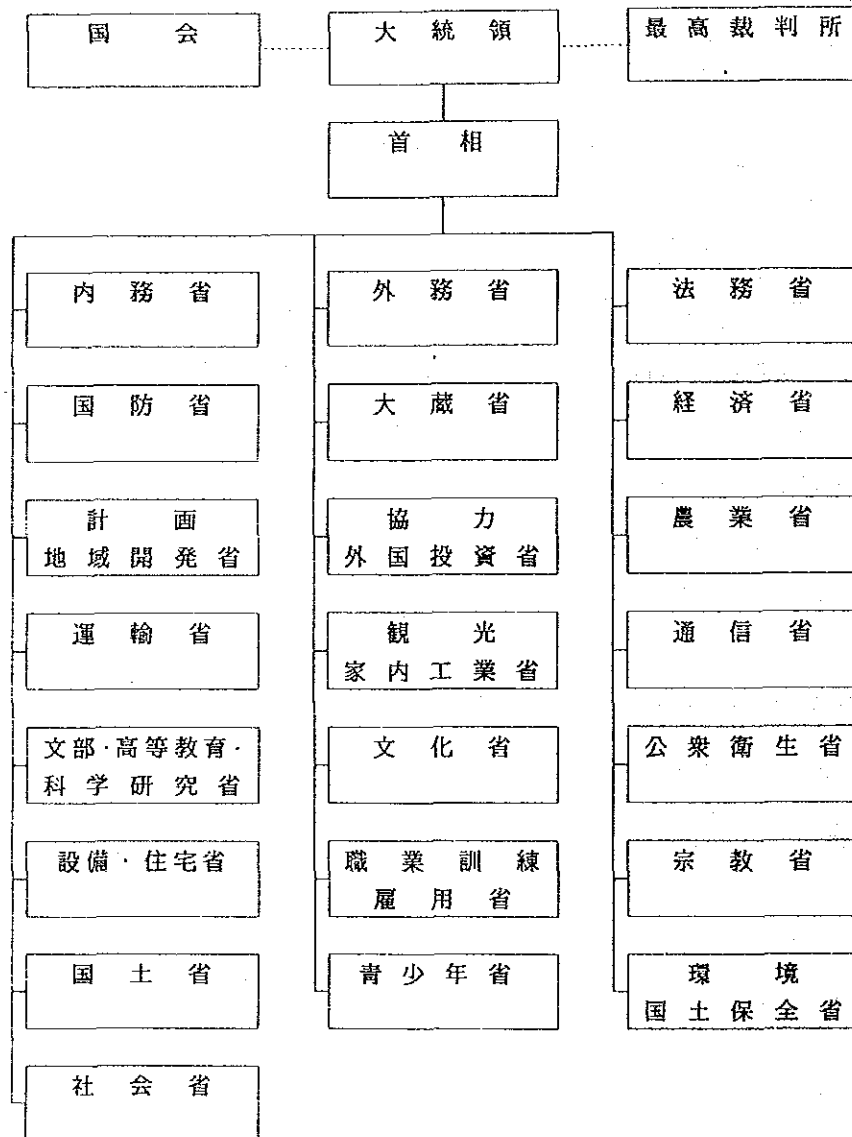 国会
大統領
最高裁判所
首相
内務省
外務省
法務省
国防省
大蔵省
経済省
計画
地域開発省
協力
外国投資省
農業省
運輸省
観光
家内工業省
通信省
文部・高等教育・
科学研究省
文化省
公衆衛生省
設備・住宅省
職業訓練
雇用省
宗教省
国土省
青少年省
環境
国土保全省
社会省